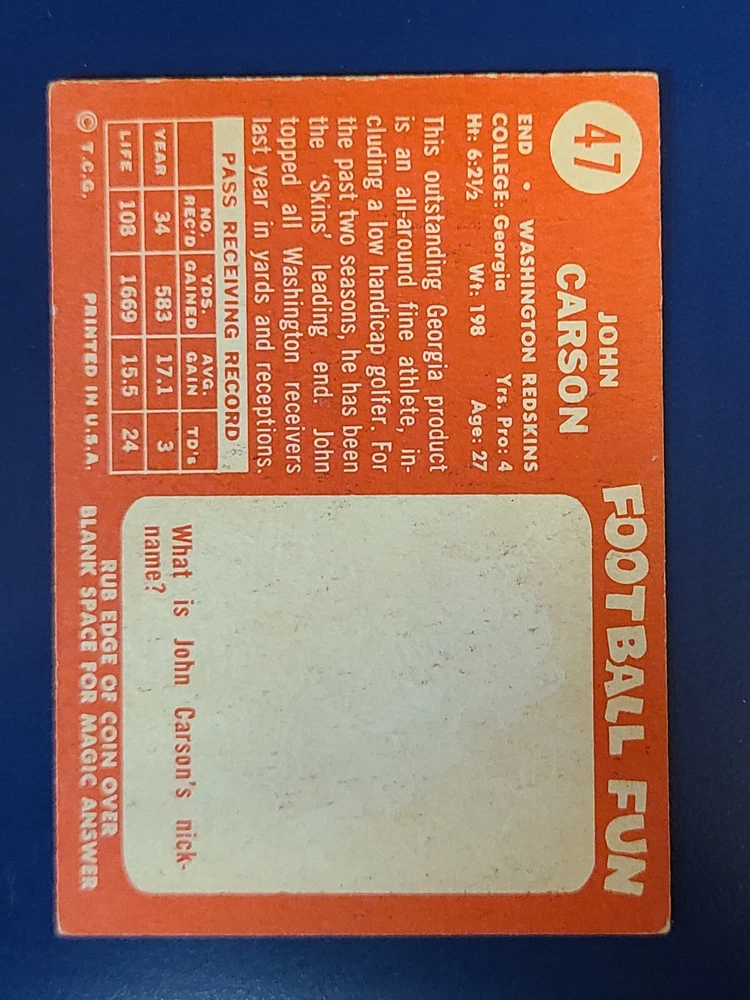 47
JOHN
CARSON
END • WASHINGTON REDSKINS
COLLEGE: Georgia Yrs. Pro: 4
Ht: 6-2½ Wt: 198 Age: 27
This outstanding Georgia product
is an all-around fine athlete, in-
cluding a low handicap golfer. For
the past two seasons, he has been
the 'Skins' leading end. John
topped all Washington receivers
last year in yards and receptions.
PASS RECEIVING RECORD
NO. REC'D YDS. GAINED AVG. GAIN TD's
YEAR 34 583 17.1 3
LIFE 108 1669 15.5 24
© T.C.G. PRINTED IN U.S.A.
FOOTBALL FUN
What is John Carson's nick-
name?
RUB EDGE OF COIN OVER
BLANK SPACE FOR MAGIC ANSWER